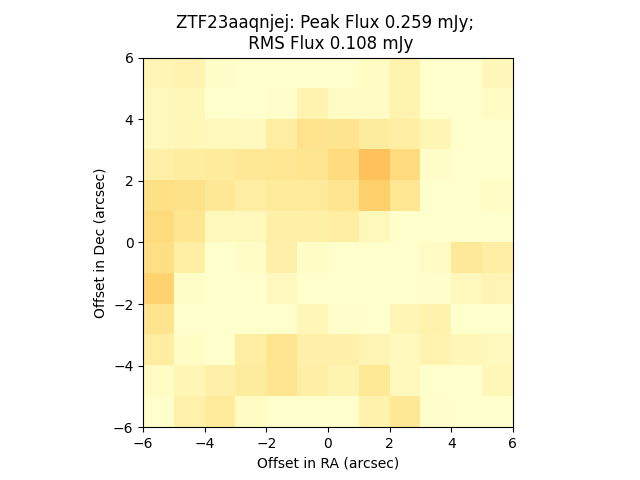 ZTF23aaqnjej: Peak Flux 0.259 mJy;
RMS Flux 0.108 mJy
6
4
2
0
−2
−4
−6
Offset in Dec (arcsec)
−6 −4 −2 0 2 4 6
Offset in RA (arcsec)